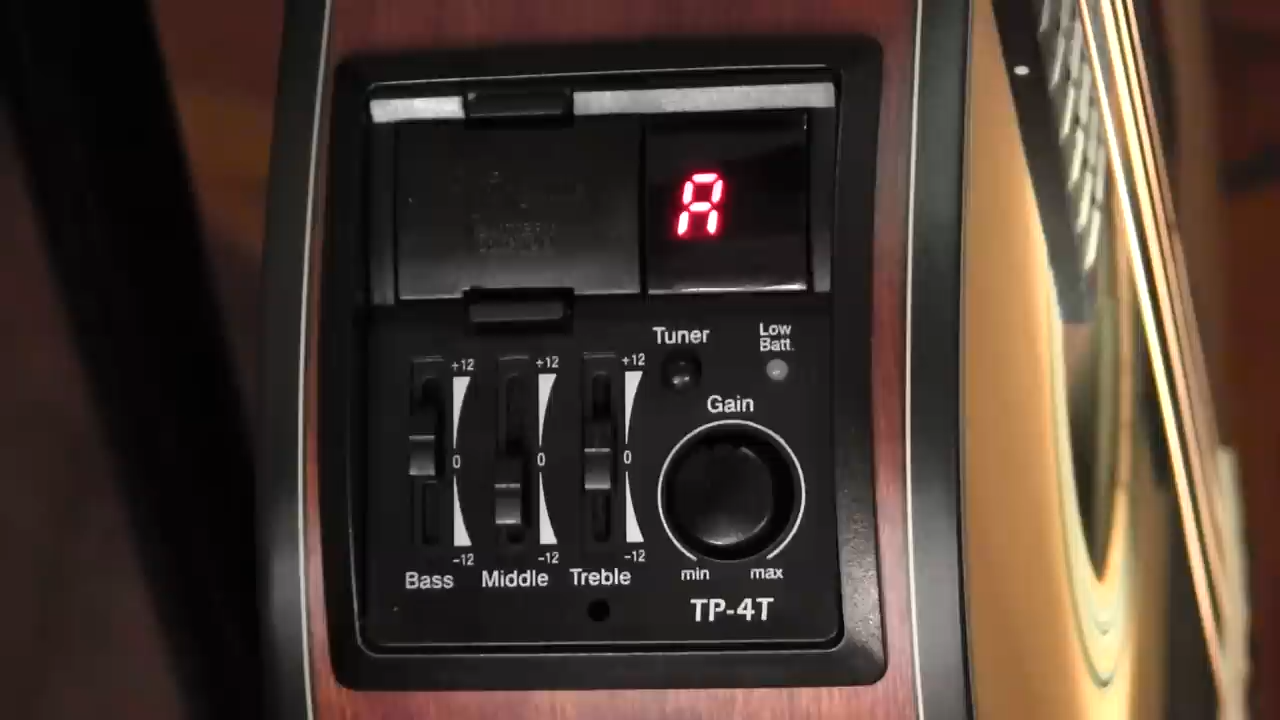 A
Tuner
Low
Batt.
Gain
+12 +12 +12
0 0 0
-12 -12 -12
Bass Middle Treble
min max
TP-4T